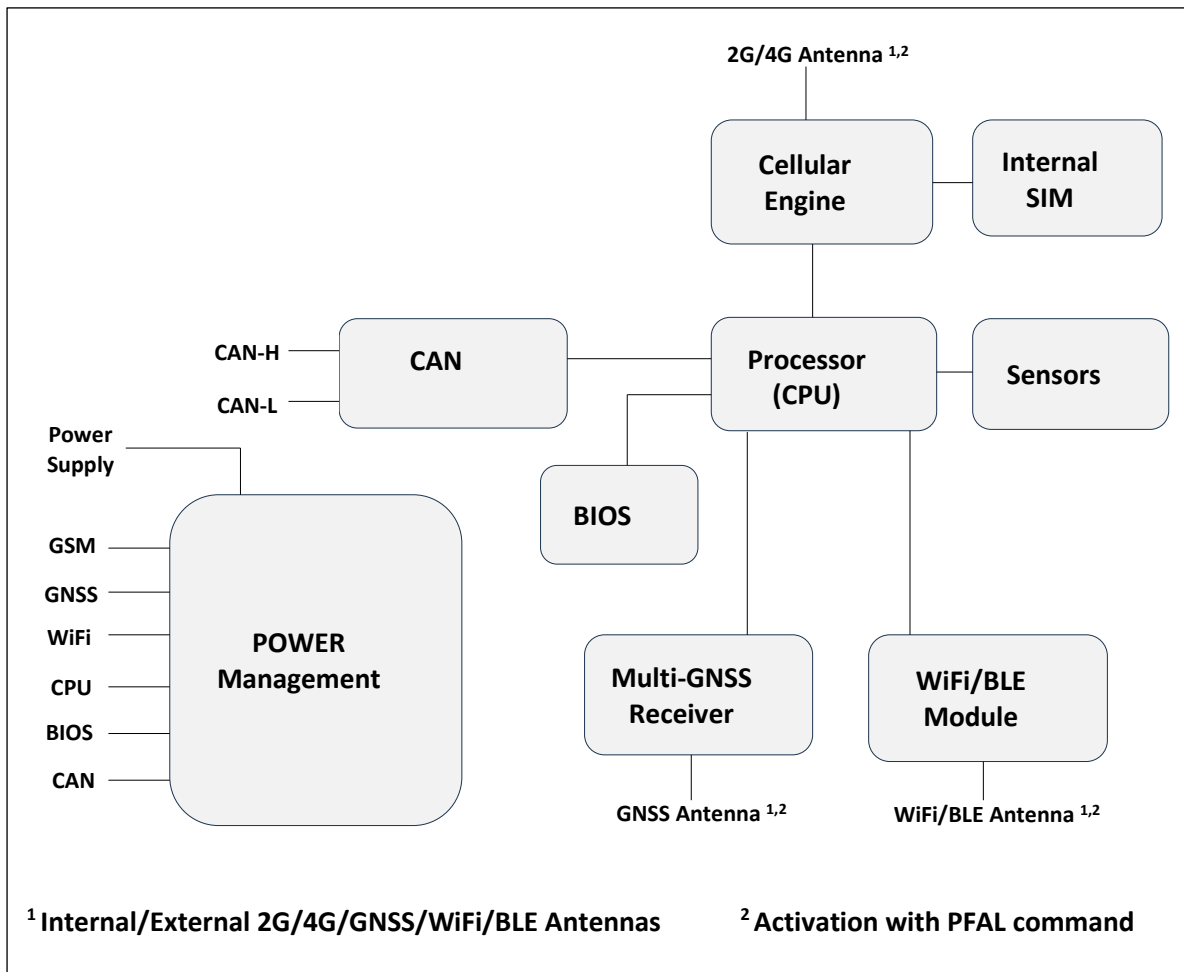 2G/4G Antenna 1,2
Cellular
Engine
Internal
SIM
CAN-H
CAN-L
CAN
Processor
(CPU)
Sensors
Power
Supply
BIOS
GSM
GNSS
WiFi
CPU
BIOS
CAN
POWER
Management
Multi-GNSS
Receiver
WiFi/BLE
Module
GNSS Antenna 1,2
WiFi/BLE Antenna 1,2
1 Internal/External 2G/4G/GNSS/WiFi/BLE Antennas
2 Activation with PFAL command